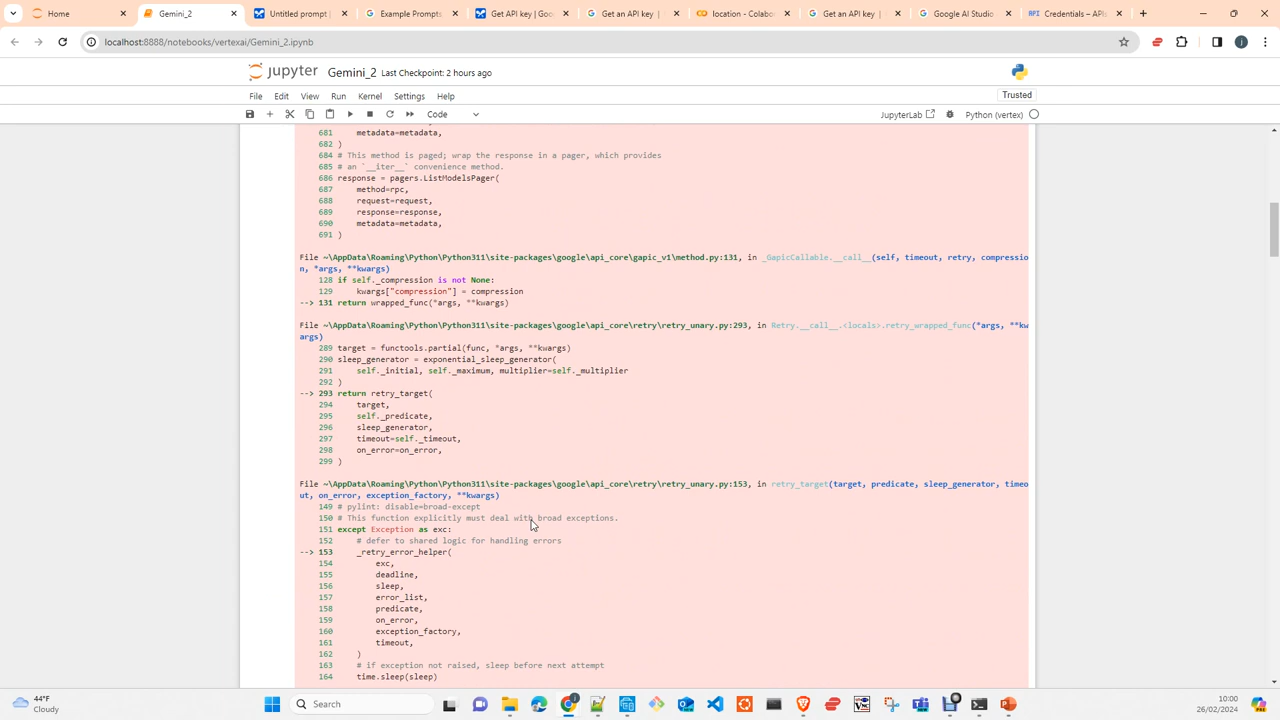 Home
Gemini_2
Untitled prompt |
Example Prompts.
Get API key | Goo
Get an API key |
location - Colabo
Get an API key |
Google AI Studio
Credentials – APIs
localhost:8888/notebooks/vertexai/Gemini_2.ipynb
jupyter Gemini_2 Last Checkpoint: 2 hours ago
File Edit View Run Kernel Settings Help
Trusted
Code
JupyterLab
Python (vertex)
681 metadata=metadata,
682 )
684 # This method is paged; wrap the response in a pager, which provides
685 # an `__iter__` convenience method.
686 response = pagers.ListModelsPager(
687 method=rpc,
688 request=request,
689 response=response,
690 metadata=metadata,
691 )
File ~\AppData\Roaming\Python\Python311\site-packages\google\api_core\gapic_v1\method.py:131, in _GapicCallable.__call__(self, timeout, retry, compressio
n, *args, **kwargs)
128 if self._compression is not None:
129 kwargs["compression"] = compression
--> 131 return wrapped_func(*args, **kwargs)
File ~\AppData\Roaming\Python\Python311\site-packages\google\api_core\retry\retry_unary.py:293, in Retry.__call__.<locals>.retry_wrapped_func(*args, **kw
args)
289 target = functools.partial(func, *args, **kwargs)
290 sleep_generator = exponential_sleep_generator(
291 self._initial, self._maximum, multiplier=self._multiplier
292 )
--> 293 return retry_target(
294 target,
295 self._predicate,
296 sleep_generator,
297 timeout=self._timeout,
298 on_error=on_error,
299 )
File ~\AppData\Roaming\Python\Python311\site-packages\google\api_core\retry\retry_unary.py:153, in retry_target(target, predicate, sleep_generator, timeo
ut, on_error, exception_factory, **kwargs)
149 # pylint: disable=broad-except
150 # This function explicitly must deal with broad exceptions.
151 except Exception as exc:
152 # defer to shared logic for handling errors
--> 153 _retry_error_helper(
154 exc,
155 deadline,
156 sleep,
157 error_list,
158 predicate,
159 on_error,
160 exception_factory,
161 timeout,
162 )
163 # if exception not raised, sleep before next attempt
164 time.sleep(sleep)
44°F
Cloudy
Search
10:00
26/02/2024